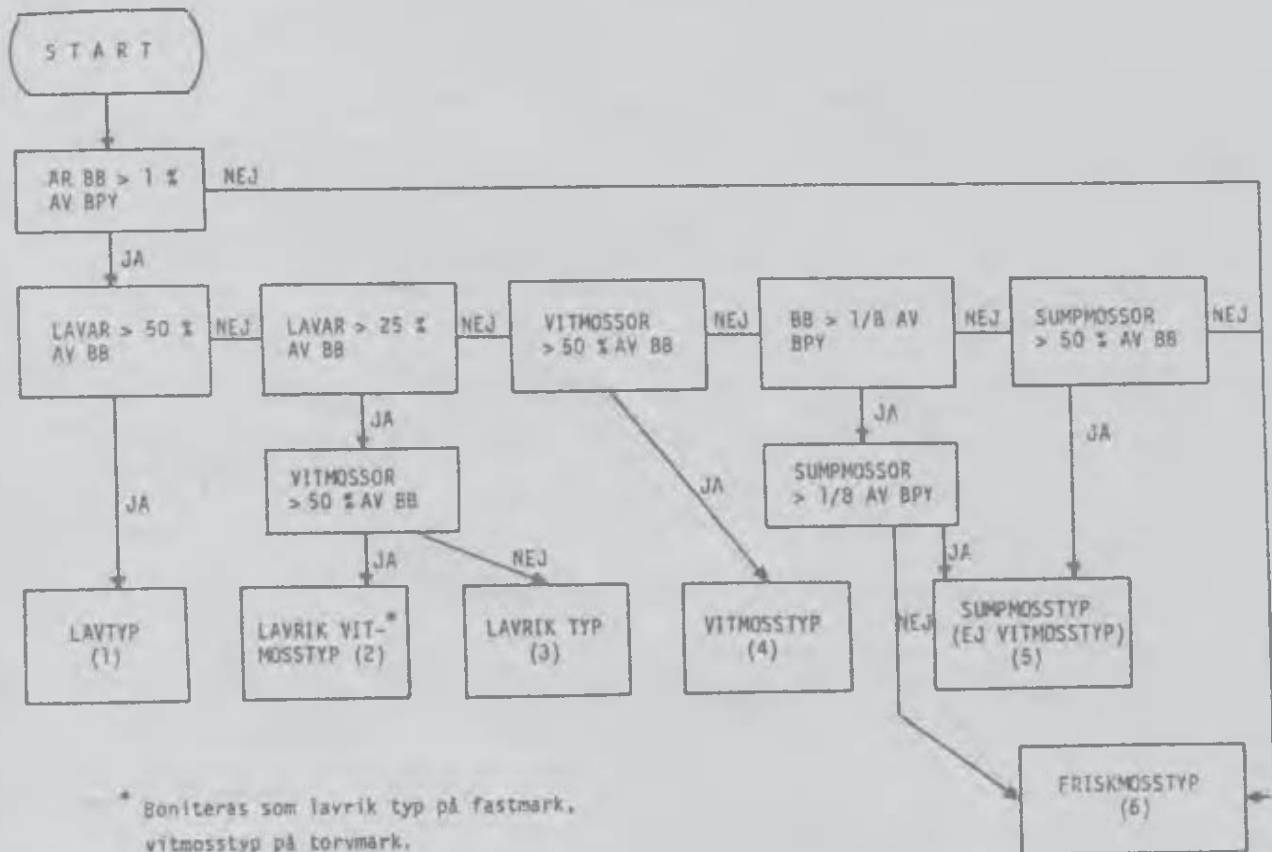 START
ÄR BB > 1 %
AV BPY
NEJ
JA
LAVAR > 50 %
AV BB
NEJ
LAVAR > 25 %
AV BB
NEJ
VITMOSSOR
> 50 % AV BB
NEJ
BB > 1/8 AV
BPY
NEJ
SUMPMOSSOR
> 50 % AV BB
NEJ
JA
JA
JA
VITMOSSOR
> 50 % AV BB
SUMPMOSSOR
> 1/8 AV BPY
JA
JA
JA
NEJ
JA
NEJ
LAVTYP
(1)
LAVRIK VIT-*
MOSSTYP (2)
LAVRIK TYP
(3)
VITMOSSTYP
(4)
SUMPMOSSTYP
(EJ VITMOSSTYP)
(5)
FRISKMOSSTYP
(6)
* Boniteras som lavrik typ på fastmark,
vitmosstyp på torvmark.